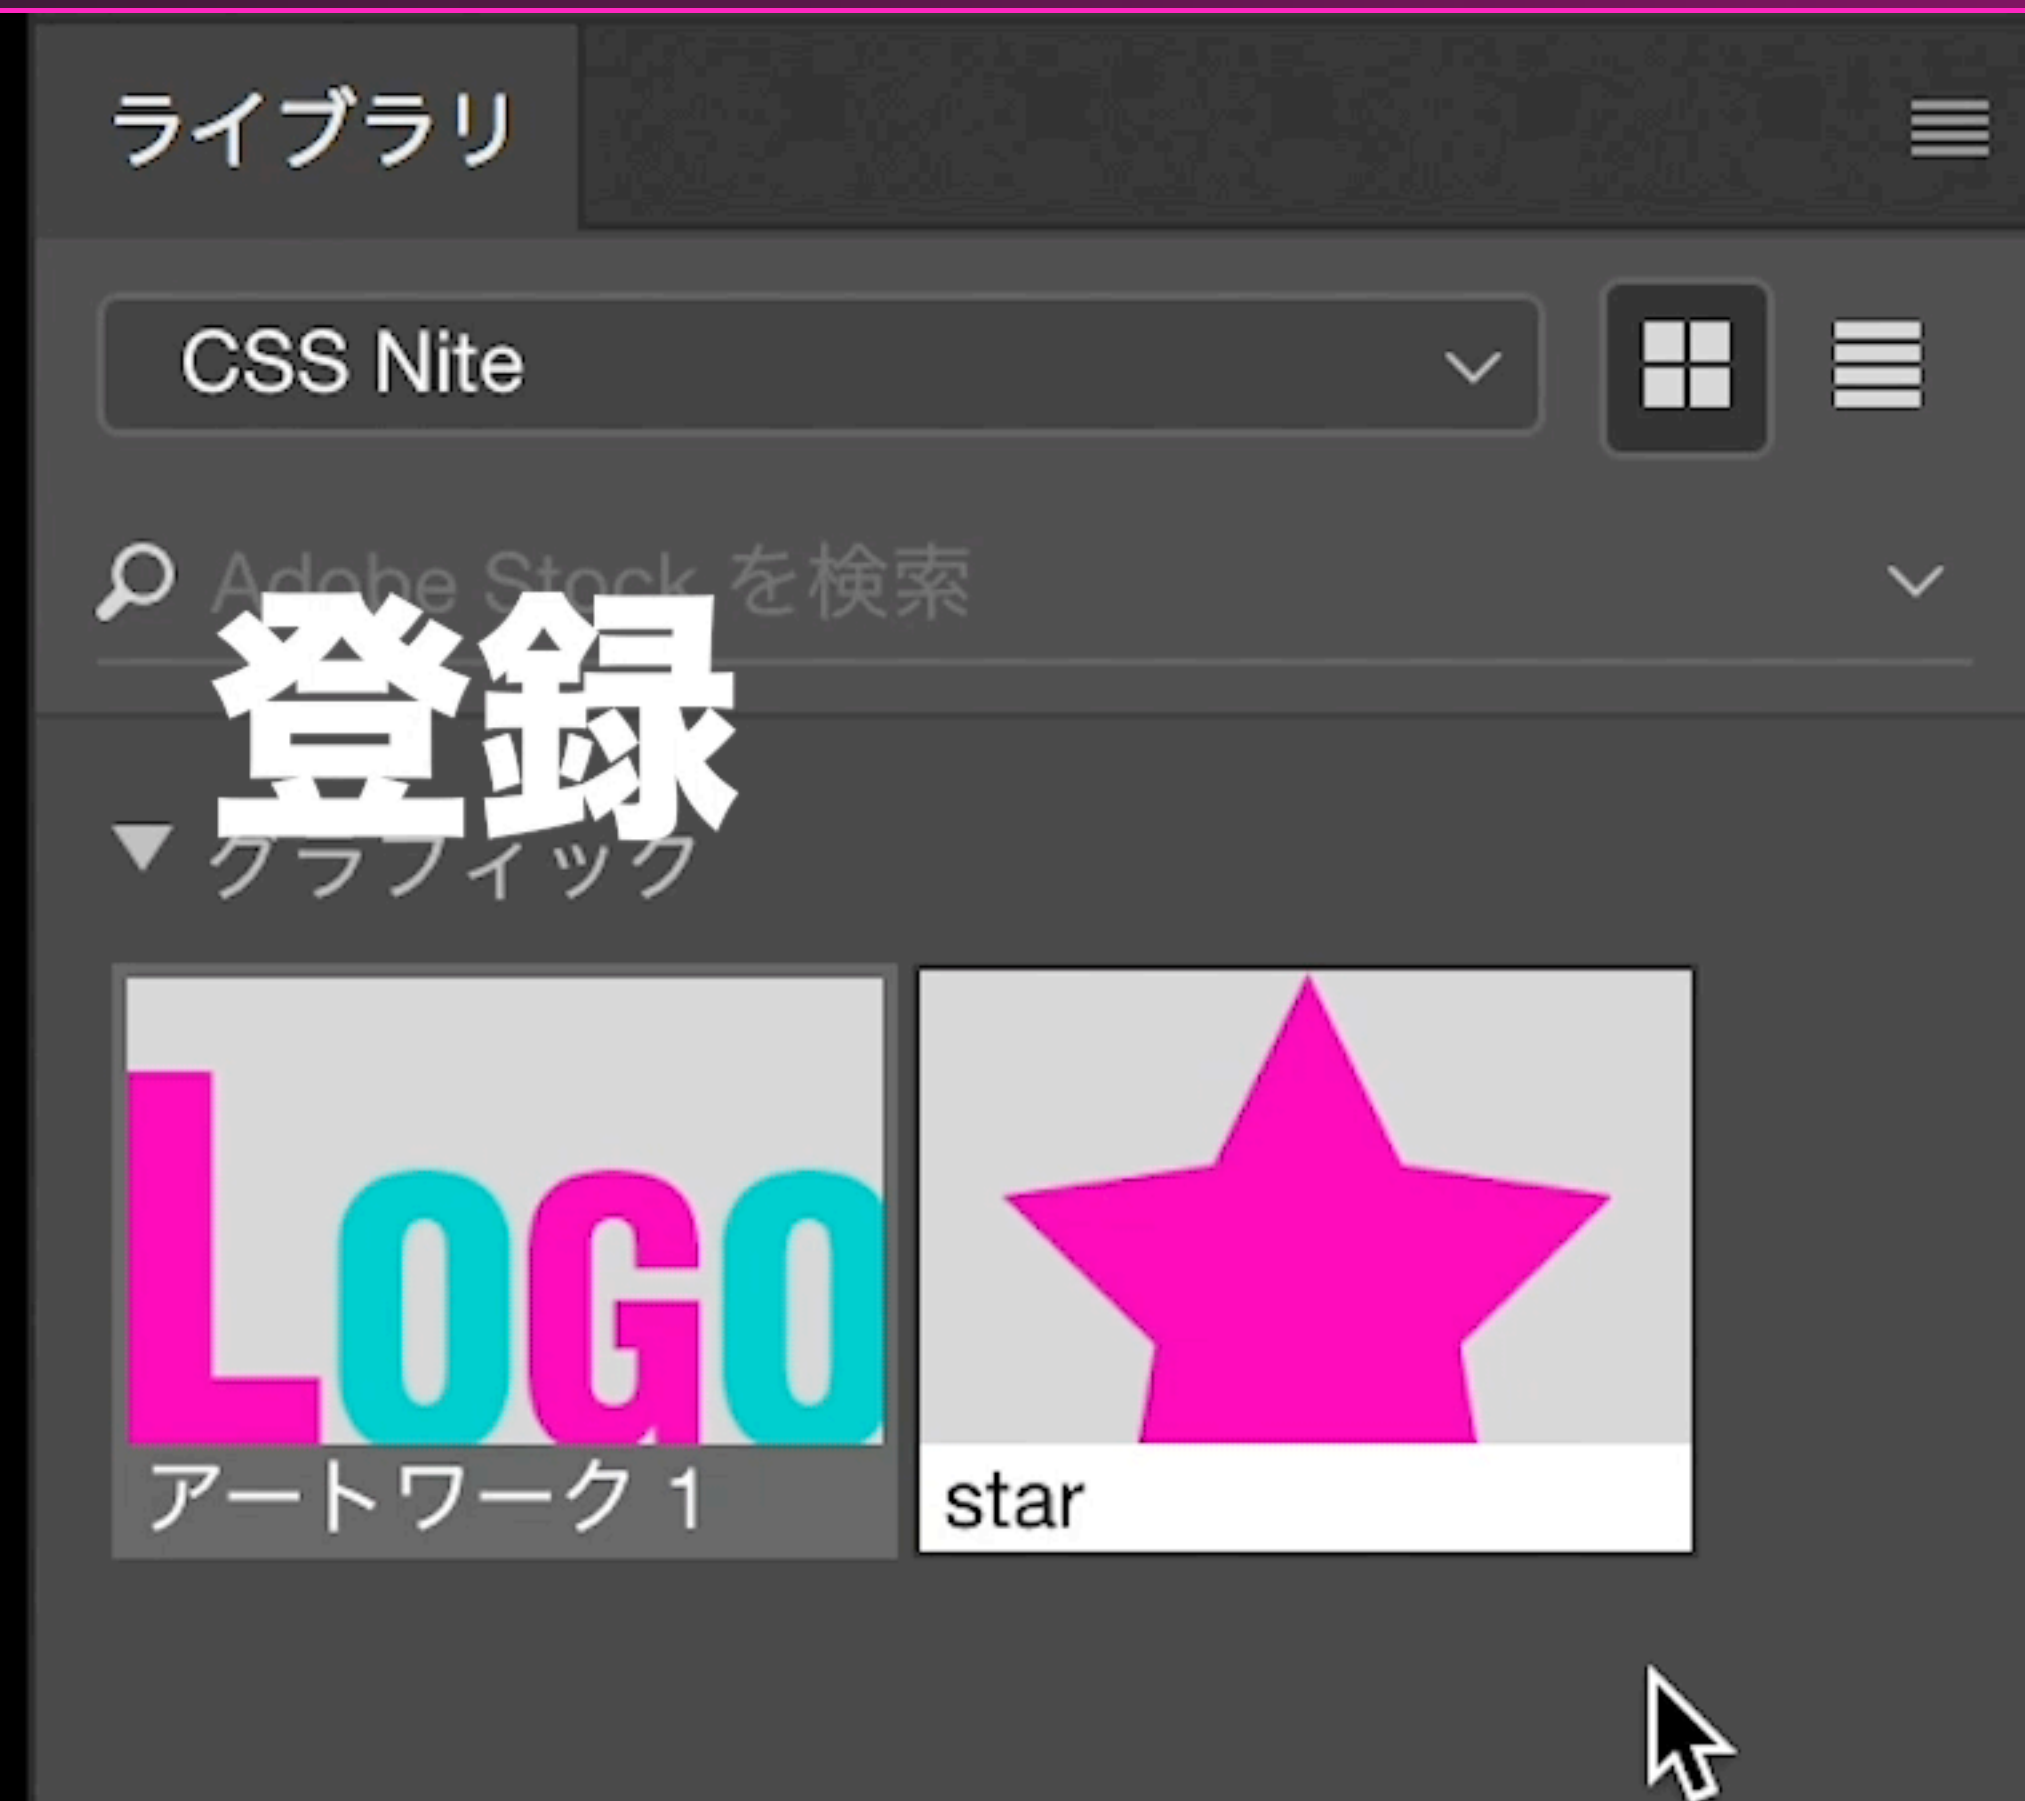 ライブラリ
CSS Nite
Adobe Stock を検索
登録
グラフィック
LOGO
アートワーク 1
star